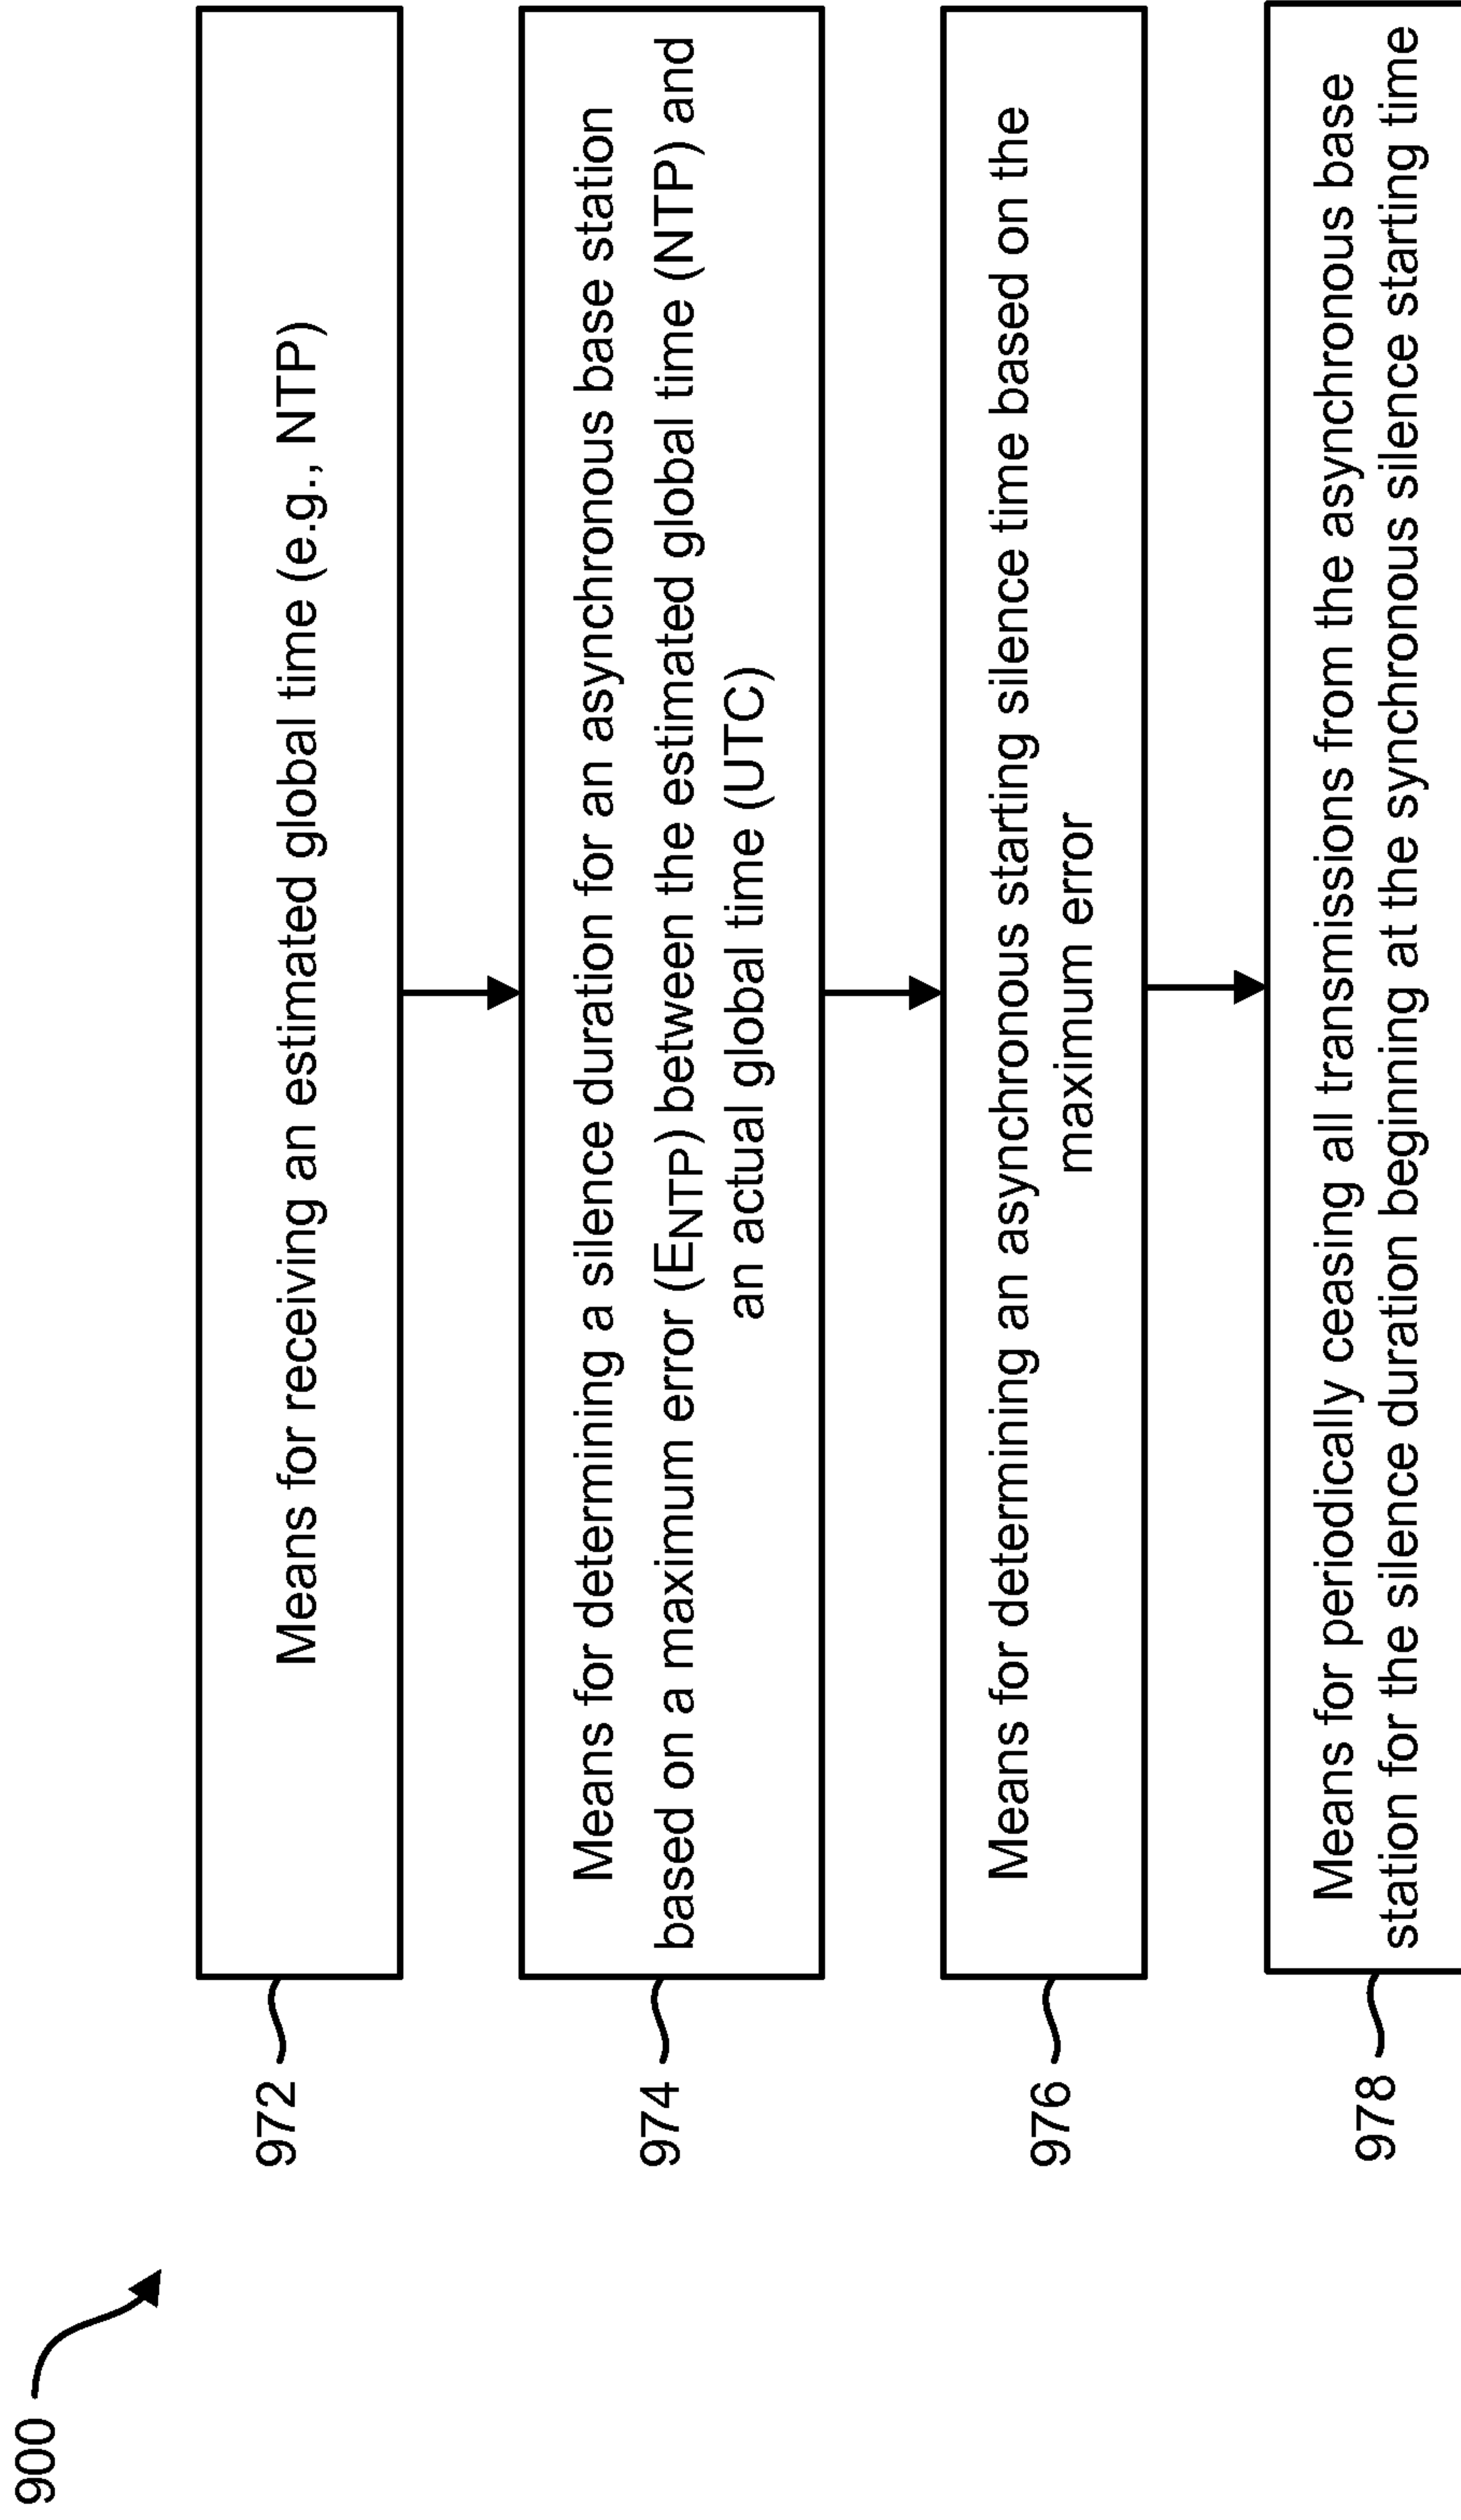 900
972
Means for receiving an estimated global time (e.g., NTP)
974
Means for determining a silence duration for an asynchronous base station
based on a maximum error (ENTP) between the estimated global time (NTP) and
an actual global time (UTC)
976
Means for determining an asynchronous starting silence time based on the
maximum error
978
Means for periodically ceasing all transmissions from the asynchronous base
station for the silence duration beginning at the synchronous silence starting time